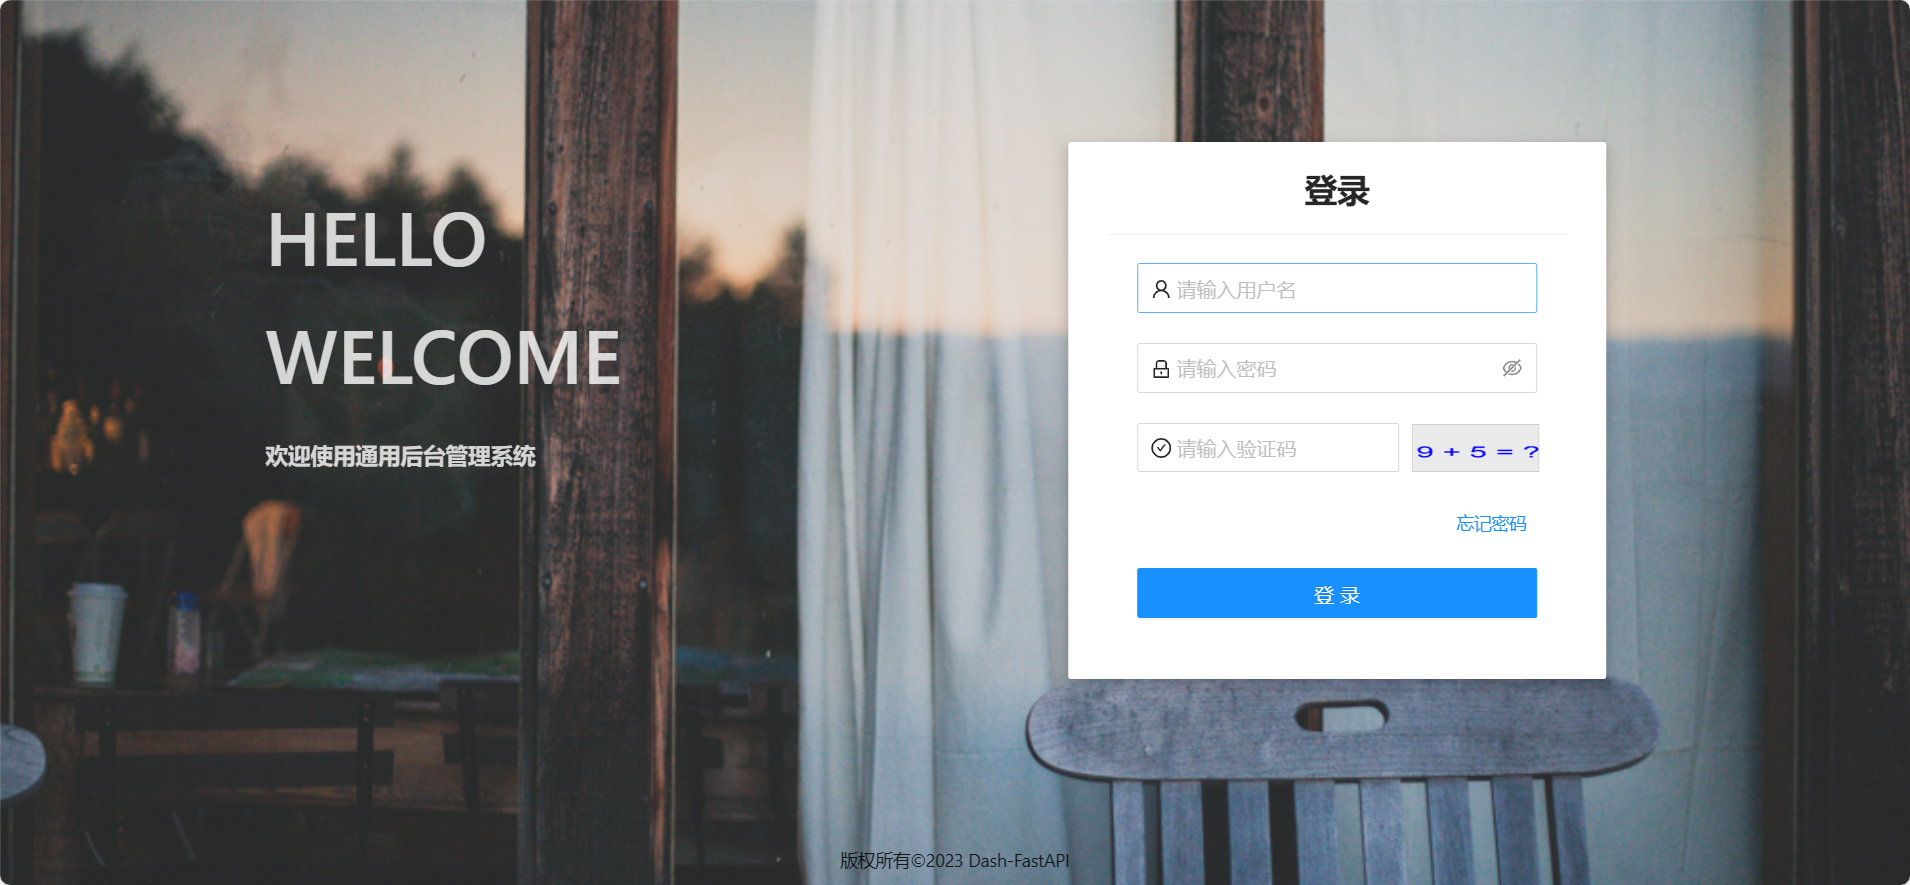 HELLO
WELCOME
欢迎使用通用后台管理系统
登录
请输入用户名
请输入密码
请输入验证码
9 + 5 = ?
忘记密码
登 录
版权所有©2023 Dash-FastAPI